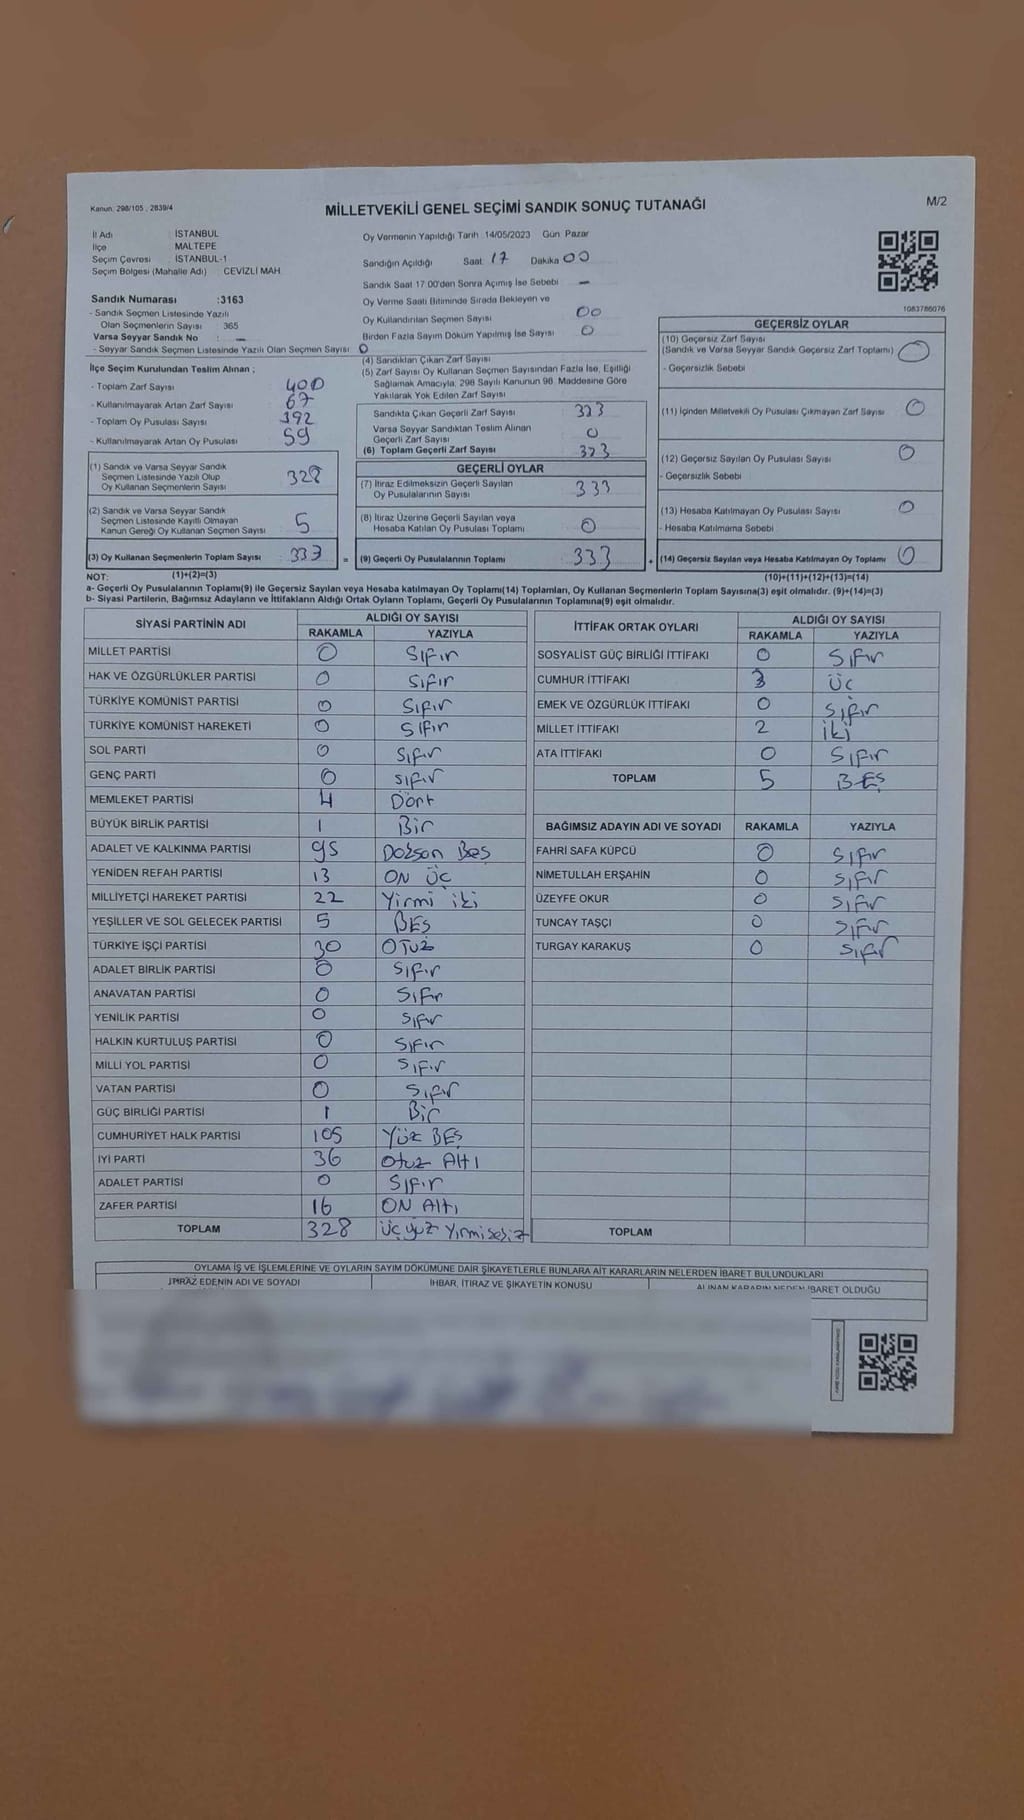 Kanun: 298/105 , 2839/4
MİLLETVEKİLİ GENEL SEÇİMİ SANDIK SONUÇ TUTANAĞI
M/2
İl Adı : İSTANBUL
İlçe : MALTEPE
Seçim Çevresi : İSTANBUL-1
Seçim Bölgesi (Mahalle Adı) : CEVİZLİ MAH.
Sandık Numarası :3163
- Sandık Seçmen Listesinde Yazılı
Olan Seçmenlerin Sayısı : 365
Varsa Seyyar Sandık No : —
- Seyyar Sandık Seçmen Listesinde Yazılı Olan Seçmen Sayısı : 0
İlçe Seçim Kurulundan Teslim Alınan ;
- Toplam Zarf Sayısı : 400
- Kullanılmayarak Artan Zarf Sayısı : 67
- Toplam Oy Pusulası Sayısı : 392
- Kullanılmayarak Artan Oy Pusulası : 59
(1) Sandık ve Varsa Seyyar Sandık
Seçmen Listesinde Yazılı Olup
Oy Kullanan Seçmenlerin Sayısı : 328
(2) Sandık ve Varsa Seyyar Sandık
Seçmen Listesinde Kayıtlı Olmayan
Kanun Gereği Oy Kullanan Seçmen Sayısı : 5
(3) Oy Kullanan Seçmenlerin Toplam Sayısı : 333 =
(1)+(2)=(3)
Oy Vermenin Yapıldığı Tarih : 14/05/2023 Gün : Pazar
Sandığın Açıldığı Saat : 17 Dakika : 00
Sandık Saat 17:00'den Sonra Açılmış İse Sebebi : —
Oy Verme Saati Bitiminde Sırada Bekleyen ve
Oy Kullandırılan Seçmen Sayısı : 00
Birden Fazla Sayım Döküm Yapılmış İse Sayısı : 0
(4) Sandıktan Çıkan Zarf Sayısı
(5) Zarf Sayısı Oy Kullanan Seçmen Sayısından Fazla İse, Eşitliği
Sağlamak Amacıyla, 298 Sayılı Kanunun 98. Maddesine Göre
Yakılarak Yok Edilen Zarf Sayısı :
Sandıkta Çıkan Geçerli Zarf Sayısı : 333
Varsa Seyyar Sandıktan Teslim Alınan
Geçerli Zarf Sayısı : 0
(6) Toplam Geçerli Zarf Sayısı : 333
GEÇERLİ OYLAR
(7) İtiraz Edilmeksizin Geçerli Sayılan
Oy Pusulalarının Sayısı : 333
(8) İtiraz Üzerine Geçerli Sayılan veya
Hesaba Katılan Oy Pusulası Toplamı : 0
(9) Geçerli Oy Pusulalarının Toplamı : 333 +
1083786076
GEÇERSİZ OYLAR
(10) Geçersiz Zarf Sayısı
(Sandık ve Varsa Seyyar Sandık Geçersiz Zarf Toplamı) : 0
- Geçersizlik Sebebi :
(11) İçinden Milletvekili Oy Pusulası Çıkmayan Zarf Sayısı : 0
(12) Geçersiz Sayılan Oy Pusulası Sayısı : 0
- Geçersizlik Sebebi :
(13) Hesaba Katılmayan Oy Pusulası Sayısı : 0
- Hesaba Katılmama Sebebi :
(14) Geçersiz Sayılan veya Hesaba Katılmayan Oy Toplamı : 0
(10)+(11)+(12)+(13)=(14)
NOT:
a- Geçerli Oy Pusulalarının Toplamı(9) ile Geçersiz Sayılan veya Hesaba katılmayan Oy Toplamı(14) Toplamları, Oy Kullanan Seçmenlerin Toplam Sayısına(3) eşit olmalıdır. (9)+(14)=(3)
b- Siyasi Partilerin, Bağımsız Adayların ve İttifakların Aldığı Ortak Oyların Toplamı, Geçerli Oy Pusulalarının Toplamına(9) eşit olmalıdır.
SİYASİ PARTİNİN ADI ALDIĞI OY SAYISI
RAKAMLA YAZIYLA
MİLLET PARTİSİ 0 Sıfır
HAK VE ÖZGÜRLÜKLER PARTİSİ 0 Sıfır
TÜRKİYE KOMÜNİST PARTİSİ 0 Sıfır
TÜRKİYE KOMÜNİST HAREKETİ 0 Sıfır
SOL PARTİ 0 Sıfır
GENÇ PARTİ 0 Sıfır
MEMLEKET PARTİSİ 4 Dört
BÜYÜK BİRLİK PARTİSİ 1 Bir
ADALET VE KALKINMA PARTİSİ 95 Doksan Beş
YENİDEN REFAH PARTİSİ 13 ON ÜÇ
MİLLİYETÇİ HAREKET PARTİSİ 22 Yirmi iki
YEŞİLLER VE SOL GELECEK PARTİSİ 5 BEŞ
TÜRKİYE İŞÇİ PARTİSİ 30 OTUZ
ADALET BİRLİK PARTİSİ 0 Sıfır
ANAVATAN PARTİSİ 0 Sıfır
YENİLİK PARTİSİ 0 Sıfır
HALKIN KURTULUŞ PARTİSİ 0 Sıfır
MİLLİ YOL PARTİSİ 0 Sıfır
VATAN PARTİSİ 0 Sıfır
GÜÇ BİRLİĞİ PARTİSİ 1 Bir
CUMHURİYET HALK PARTİSİ 105 YÜZ BEŞ
İYİ PARTİ 36 Otuz Altı
ADALET PARTİSİ 0 Sıfır
ZAFER PARTİSİ 16 ON Altı
TOPLAM 328 üçyüz Yirmisekiz
İTTİFAK ORTAK OYLARI ALDIĞI OY SAYISI
RAKAMLA YAZIYLA
SOSYALİST GÜÇ BİRLİĞİ İTTİFAKI 0 Sıfır
CUMHUR İTTİFAKI 3 ÜÇ
EMEK VE ÖZGÜRLÜK İTTİFAKI 0 Sıfır
MİLLET İTTİFAKI 2 İki
ATA İTTİFAKI 0 Sıfır
TOPLAM 5 BEŞ
BAĞIMSIZ ADAYIN ADI VE SOYADI RAKAMLA YAZIYLA
FAHRİ SAFA KÜPCÜ 0 Sıfır
NİMETULLAH ERŞAHİN 0 Sıfır
ÜZEYFE OKUR 0 Sıfır
TUNCAY TAŞÇI 0 Sıfır
TURGAY KARAKUŞ 0 Sıfır
TOPLAM
OYLAMA İŞ VE İŞLEMLERİNE VE OYLARIN SAYIM DÖKÜMÜNE DAİR ŞİKAYETLERLE BUNLARA AİT KARARLARIN NELERDEN İBARET BULUNDUKLARI
İTİRAZ EDENİN ADI VE SOYADI İHBAR, İTİRAZ VE ŞİKAYETİN KONUSU ALINAN KARARIN NEDEN İBARET OLDUĞU